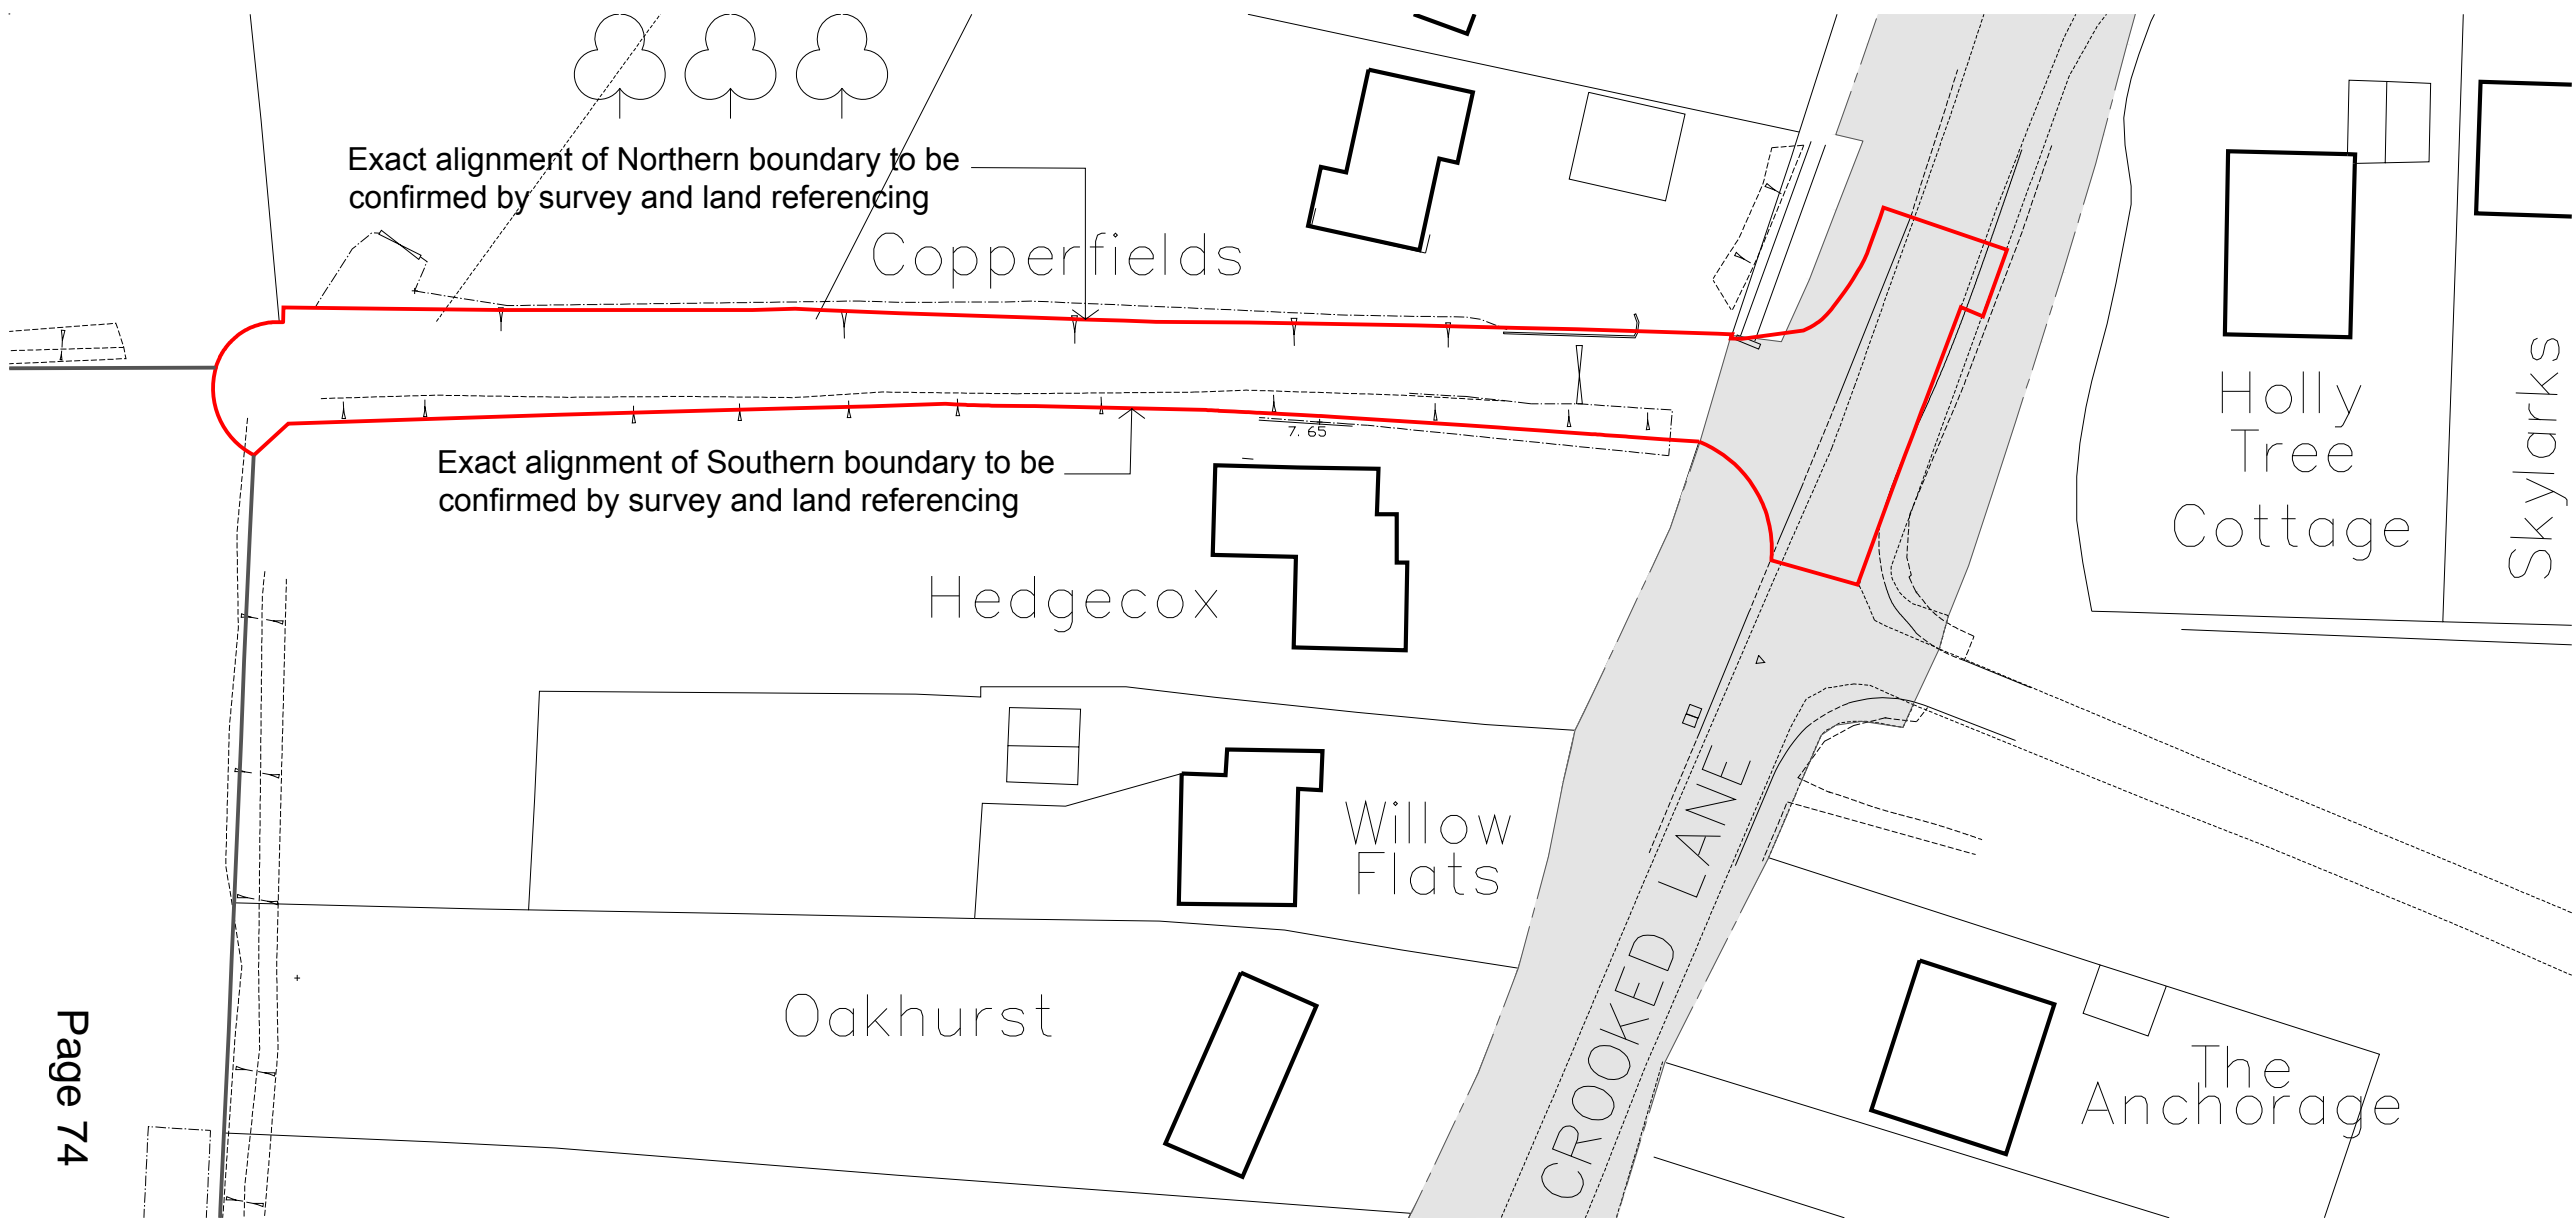 Exact alignment of Northern boundary to be
confirmed by survey and land referencing
Copperfields
7.65
Exact alignment of Southern boundary to be
confirmed by survey and land referencing
Hedgecox
Holly
Tree
Cottage
Skylarks
Willow
Flats
CROOKED LANE
Oakhurst
The
Anchorage
Page 74